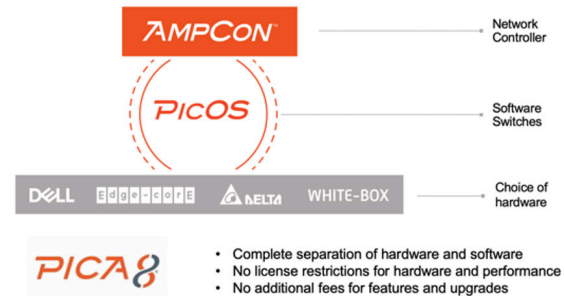 AMPCON™
Network
Controller
PICOS
Software
Switches
DELL Edge-corE DELTA WHITE-BOX
Choice of
hardware
PICA8
• Complete separation of hardware and software
• No license restrictions for hardware and performance
• No additional fees for features and upgrades